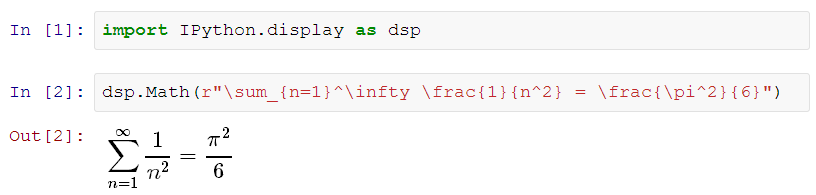 In [1]: import IPython.display as dsp
In [2]: dsp.Math(r"\sum_{n=1}^\infty \frac{1}{n^2} = \frac{\pi^2}{6}")
Out[2]: ∞
∑ 1/n² = π²/6
n=1